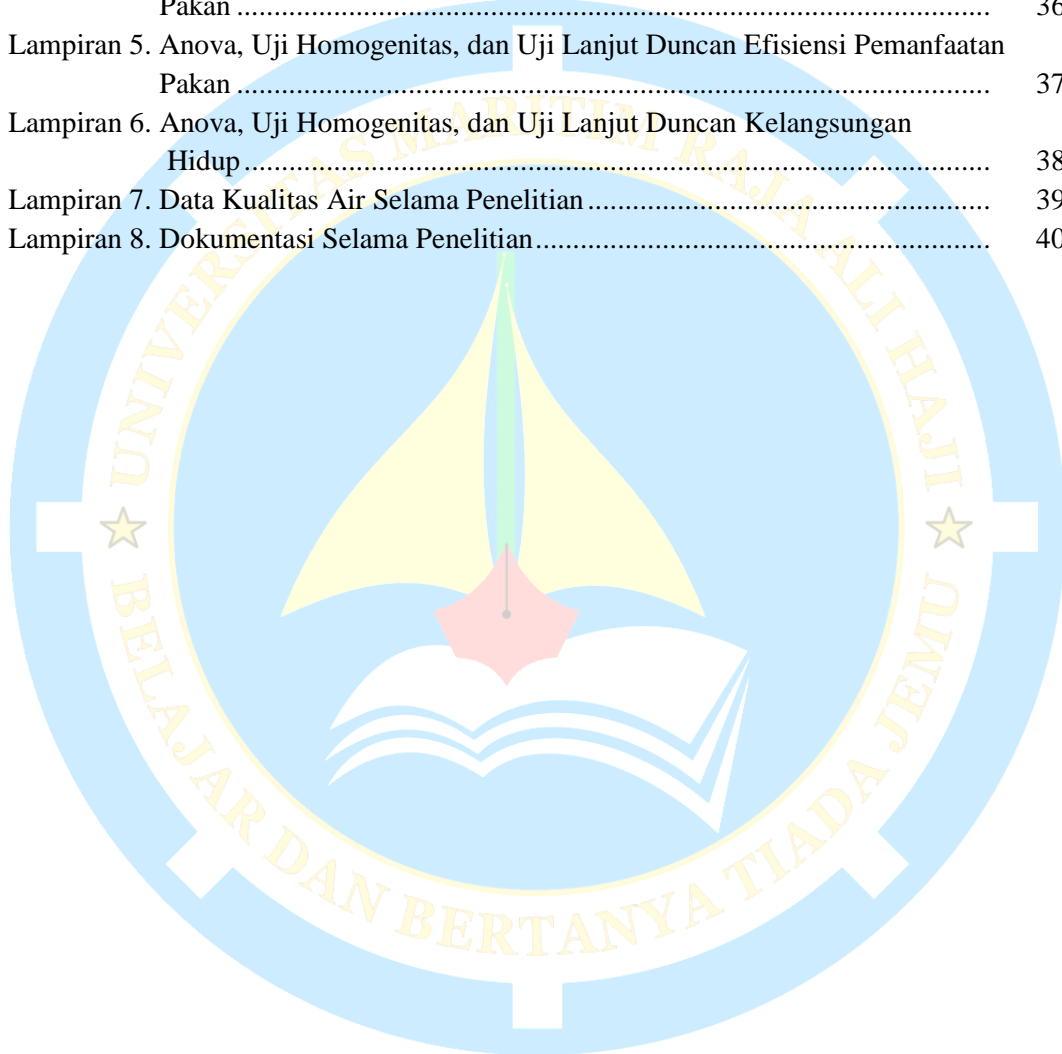 Pakan ........................................................................................................... 36
Lampiran 5. Anova, Uji Homogenitas, dan Uji Lanjut Duncan Efisiensi Pemanfaatan
Pakan ........................................................................................................... 37
Lampiran 6. Anova, Uji Homogenitas, dan Uji Lanjut Duncan Kelangsungan
Hidup .......................................................................................................... 38
Lampiran 7. Data Kualitas Air Selama Penelitian ......................................................... 39
Lampiran 8. Dokumentasi Selama Penelitian ................................................................. 40
UNIVERSITAS MARITIM RAJA ALI HAJI
BELAJAR DAN BERTANYA TIADA JEMU